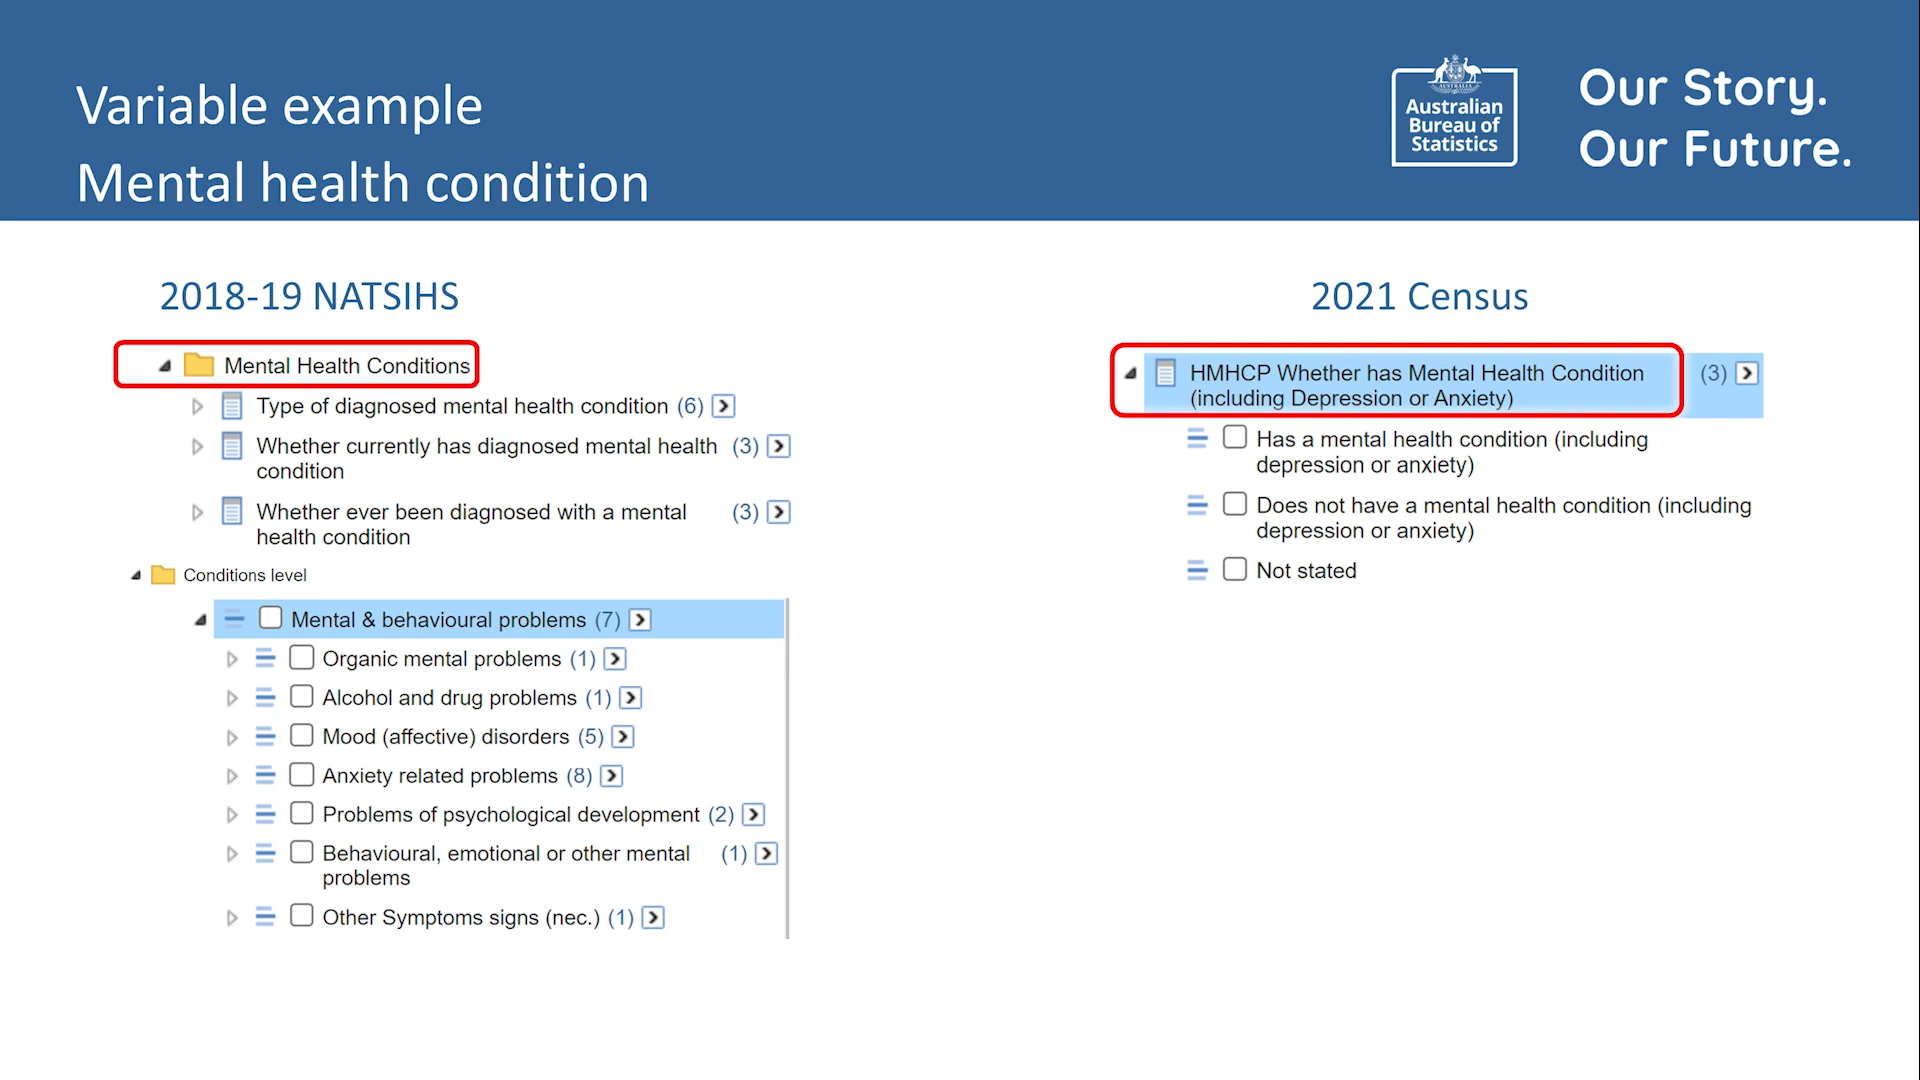 Variable example
Mental health condition
AUSTRALIA
Australian
Bureau of
Statistics
Our Story.
Our Future.
2018-19 NATSIHS
Mental Health Conditions
Type of diagnosed mental health condition (6)
Whether currently has diagnosed mental health (3)
condition
Whether ever been diagnosed with a mental (3)
health condition
Conditions level
Mental & behavioural problems (7)
Organic mental problems (1)
Alcohol and drug problems (1)
Mood (affective) disorders (5)
Anxiety related problems (8)
Problems of psychological development (2)
Behavioural, emotional or other mental (1)
problems
Other Symptoms signs (nec.) (1)
2021 Census
HMHCP Whether has Mental Health Condition (3)
(including Depression or Anxiety)
Has a mental health condition (including
depression or anxiety)
Does not have a mental health condition (including
depression or anxiety)
Not stated